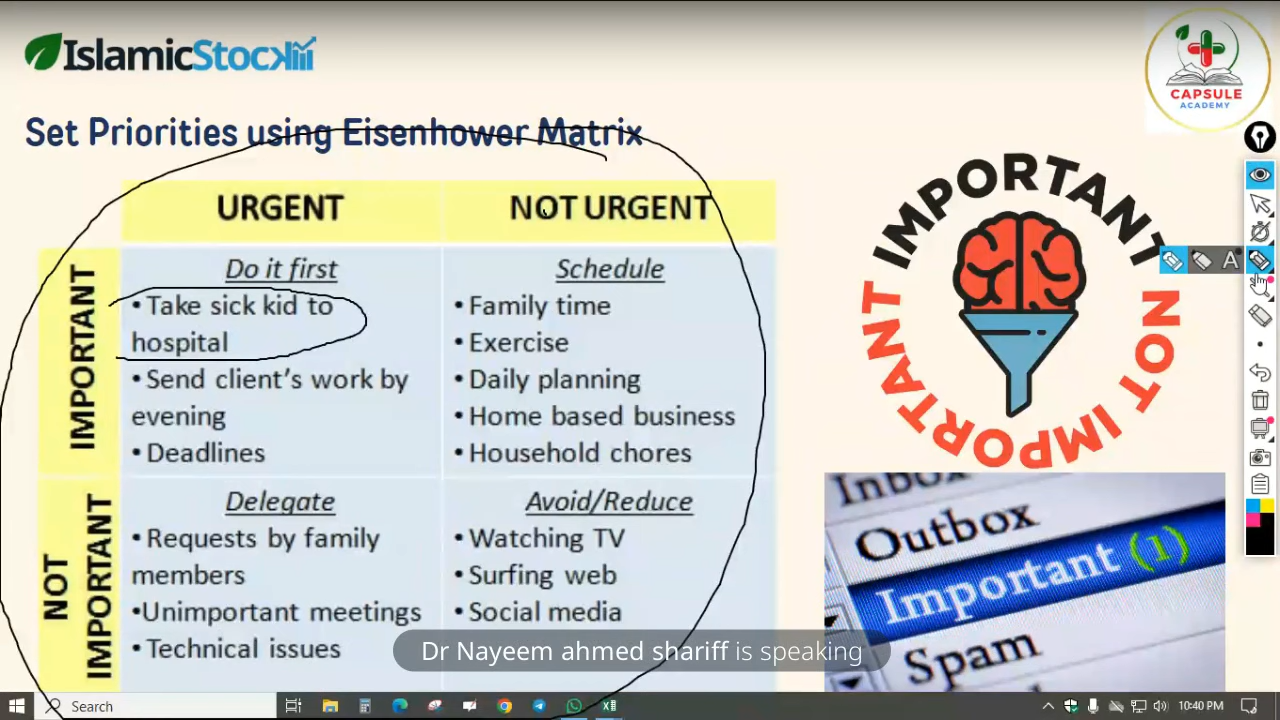 IslamicStock
CAPSULE
ACADEMY
Set Priorities using Eisenhower Matrix
URGENT
NOT URGENT
IMPORTANT
Do it first
• Take sick kid to
hospital
• Send client's work by
evening
• Deadlines
Schedule
• Family time
• Exercise
• Daily planning
• Home based business
• Household chores
NOT
IMPORTANT
Delegate
• Requests by family
members
•Unimportant meetings
• Technical issues
Avoid/Reduce
• Watching TV
• Surfing web
• Social media
IMPORTANT NOT IMPORTANT IMPORTANT
Inbox
Outbox
Important (1)
Spam
Dr Nayeem ahmed shariff is speaking
A
Search
10:40 PM